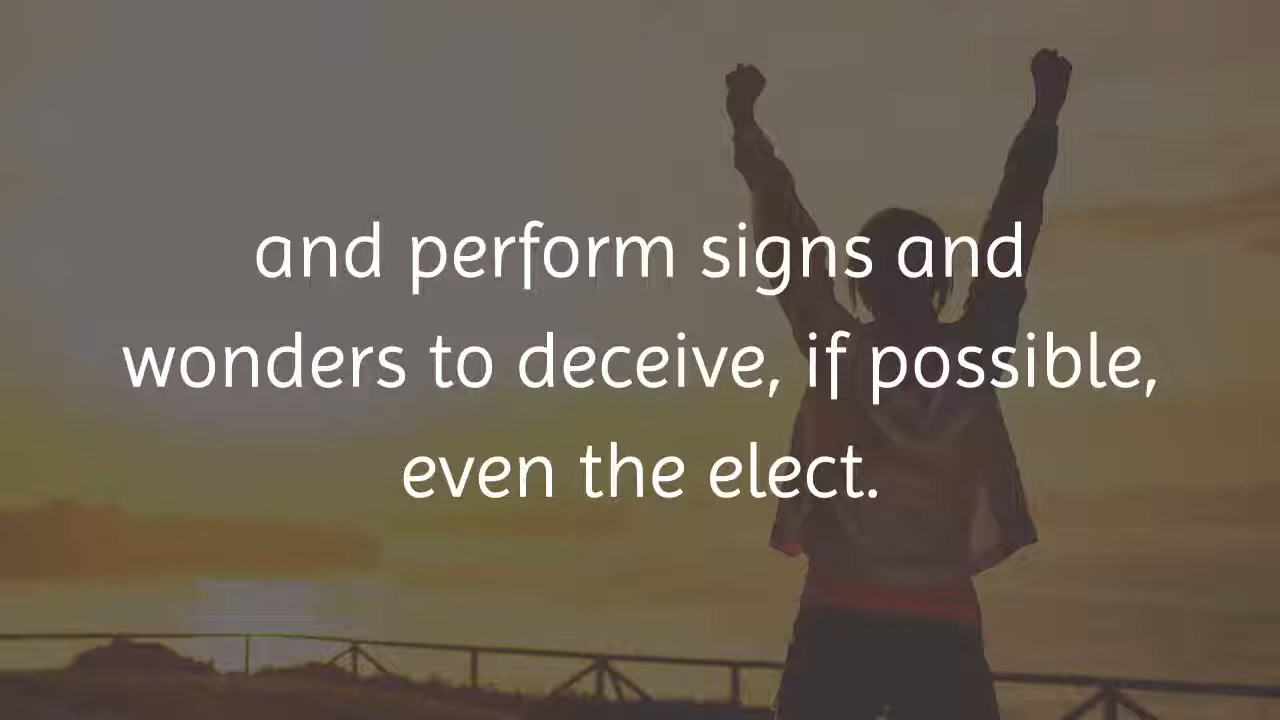 and perform signs and
wonders to deceive, if possible,
even the elect.